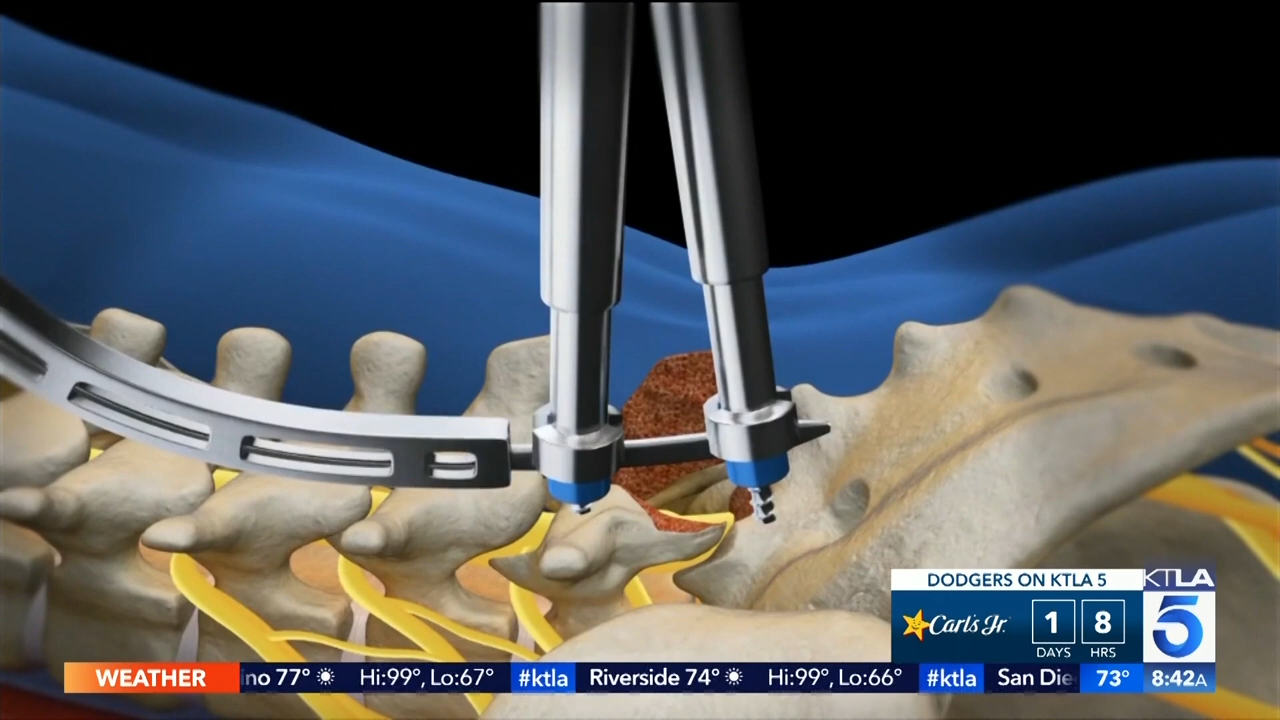 DODGERS ON KTLA 5
KTLA
5
Carl's Jr.
1
8
DAYS
HRS
WEATHER
ino 77° Hi:99°, Lo:67° #ktla Riverside 74° Hi:99°, Lo:66° #ktla San Die 73° 8:42A